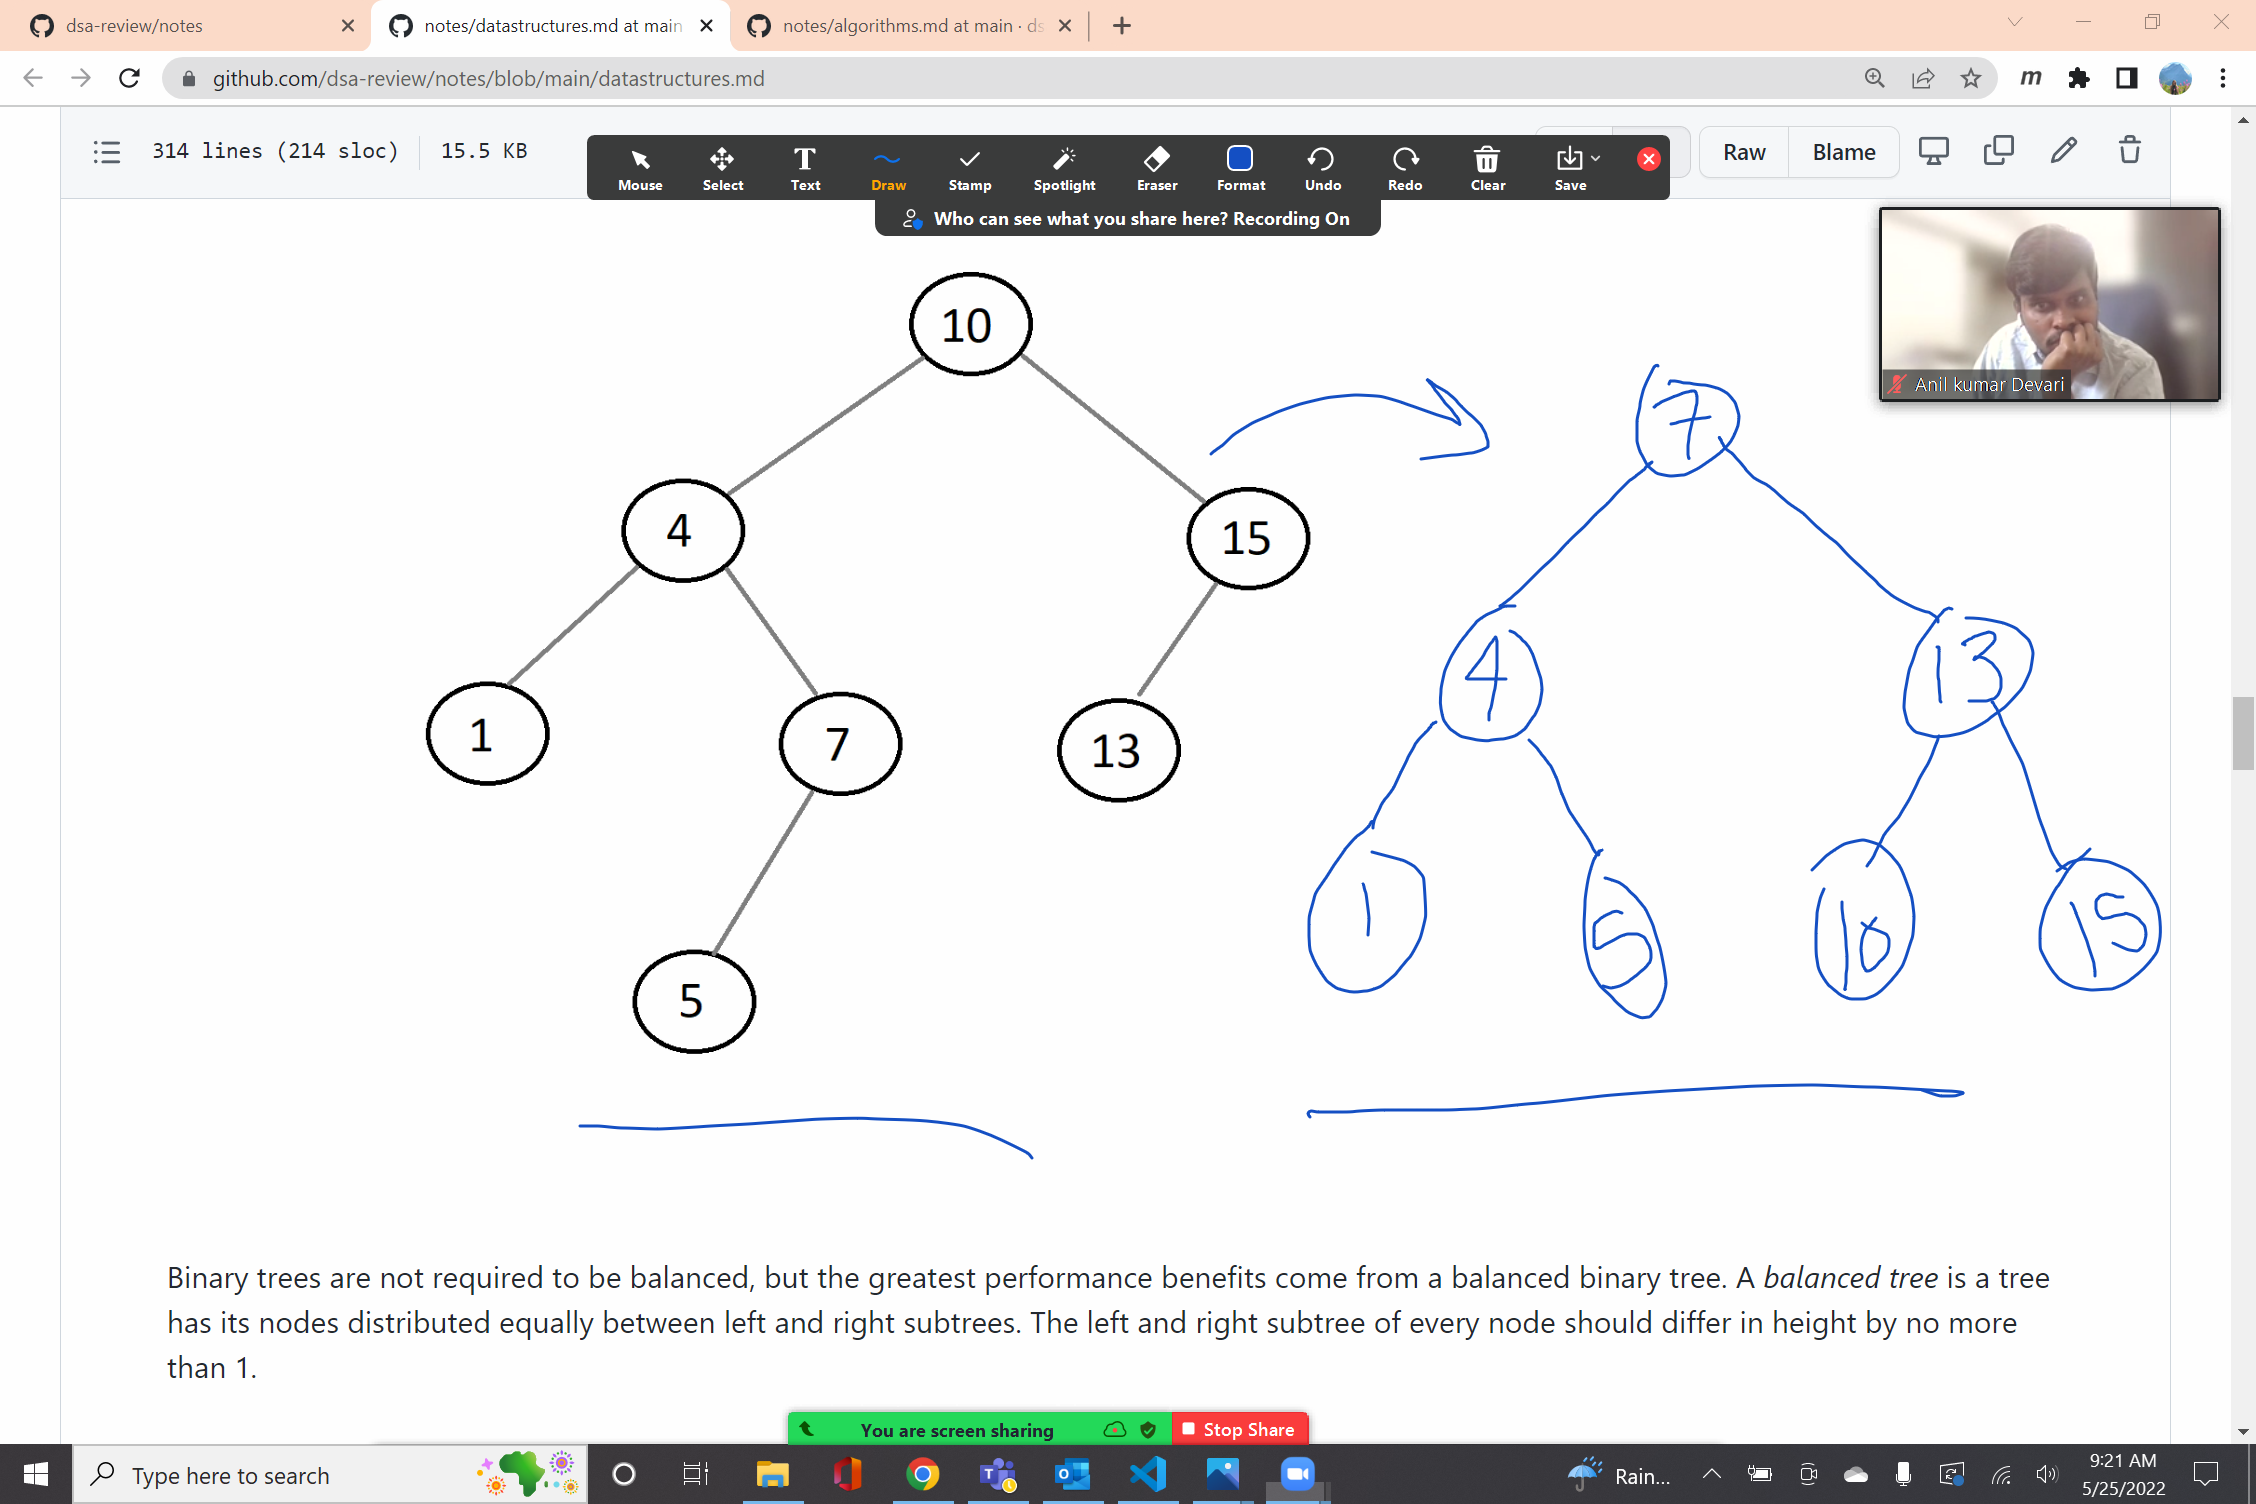 dsa-review/notes
notes/datastructures.md at main
notes/algorithms.md at main · ds
github.com/dsa-review/notes/blob/main/datastructures.md
m
314 lines (214 sloc) 15.5 KB
Mouse Select Text Draw Stamp Spotlight Eraser Format Undo Redo Clear Save
Raw Blame
Who can see what you share here? Recording On
Anil kumar Devari
10
4 15
1 7 13
5
7
4 13
1 5 10 15
Binary trees are not required to be balanced, but the greatest performance benefits come from a balanced binary tree. A balanced tree is a tree
has its nodes distributed equally between left and right subtrees. The left and right subtree of every node should differ in height by no more
than 1.
You are screen sharing Stop Share
Type here to search
Rain...
9:21 AM
5/25/2022